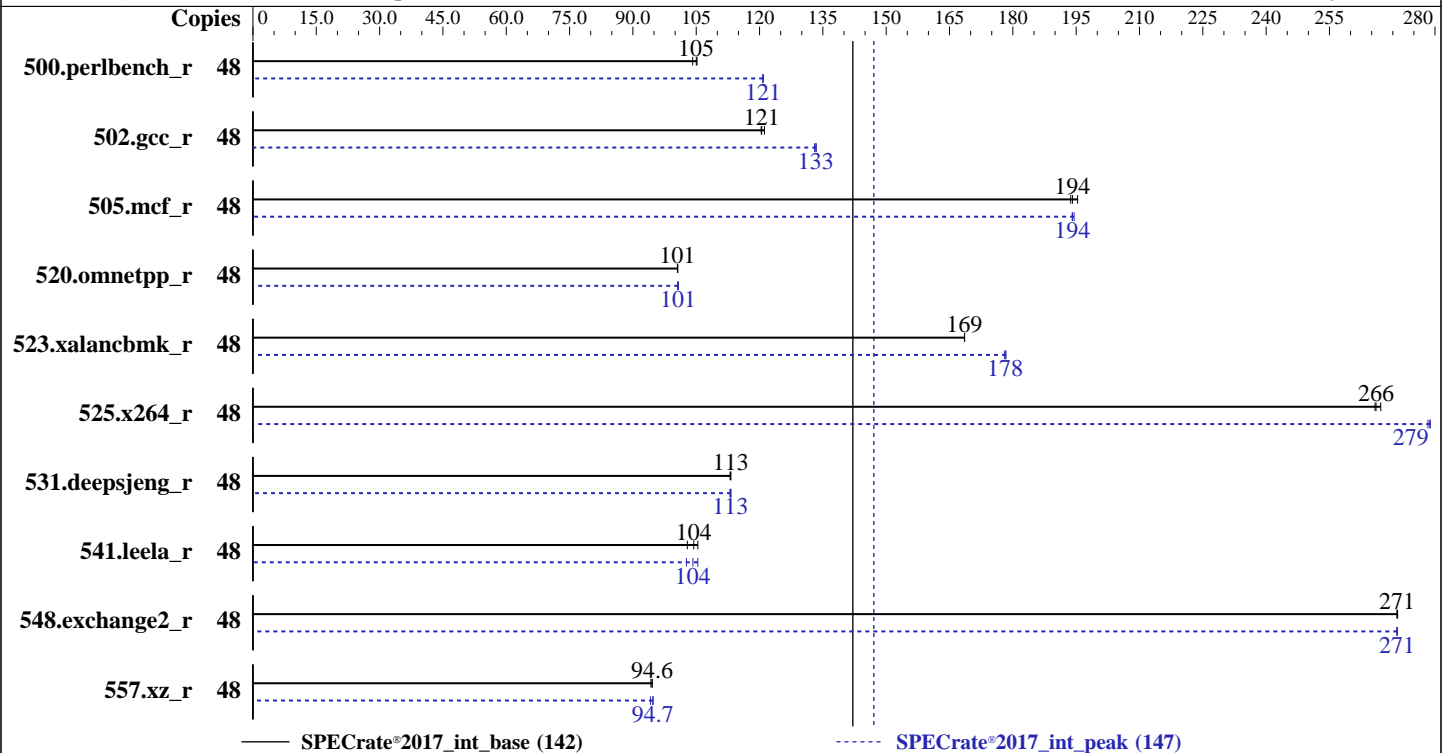 Copies 0 15.0 30.0 45.0 60.0 75.0 90.0 105 120 135 150 165 180 195 210 225 240 255 280
105
500.perlbench_r 48
121
121
502.gcc_r 48
133
194
505.mcf_r 48
194
101
520.omnetpp_r 48
101
169
523.xalancbmk_r 48
178
266
525.x264_r 48
279
113
531.deepsjeng_r 48
113
104
541.leela_r 48
104
271
548.exchange2_r 48
271
94.6
557.xz_r 48
94.7
SPECrate®2017_int_base (142) SPECrate®2017_int_peak (147)